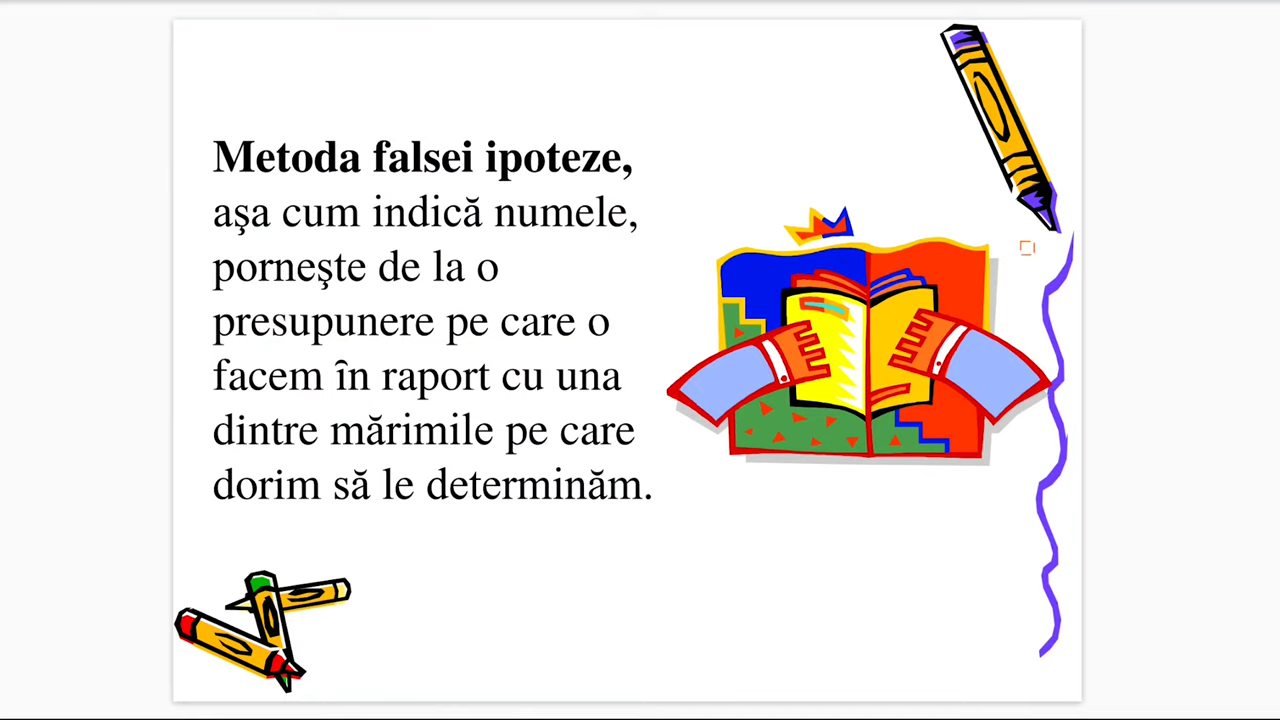 Metoda falsei ipoteze,
aşa cum indică numele,
porneşte de la o
presupunere pe care o
facem în raport cu una
dintre mărimile pe care
dorim să le determinăm.